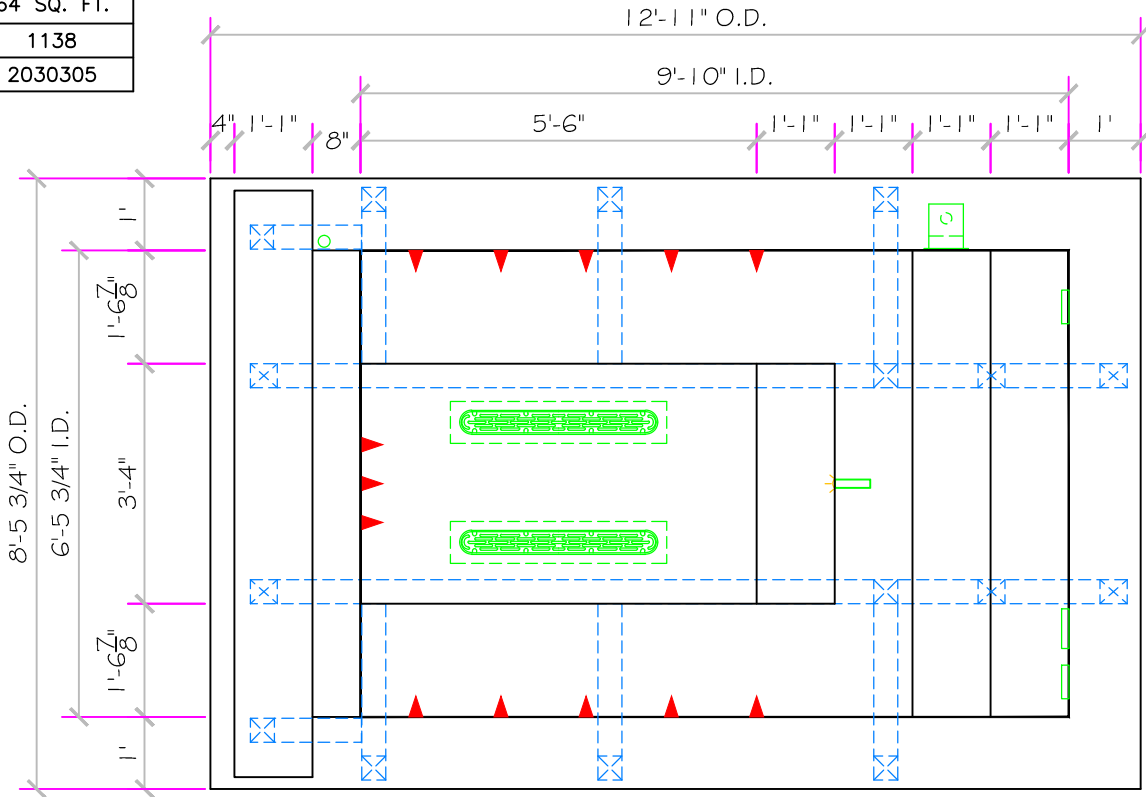 64 SQ. FT.
1138
2030305
12'-11" O.D.
9'-10" I.D.
4" 1'-1" 8" 5'-6" 1'-1" 1'-1" 1'-1" 1'-1" 1'
1'
1'-6 7/8
3'-4"
1'-6 7/8
1'
6'-5 3/4" I.D.
8'-5 3/4" O.D.